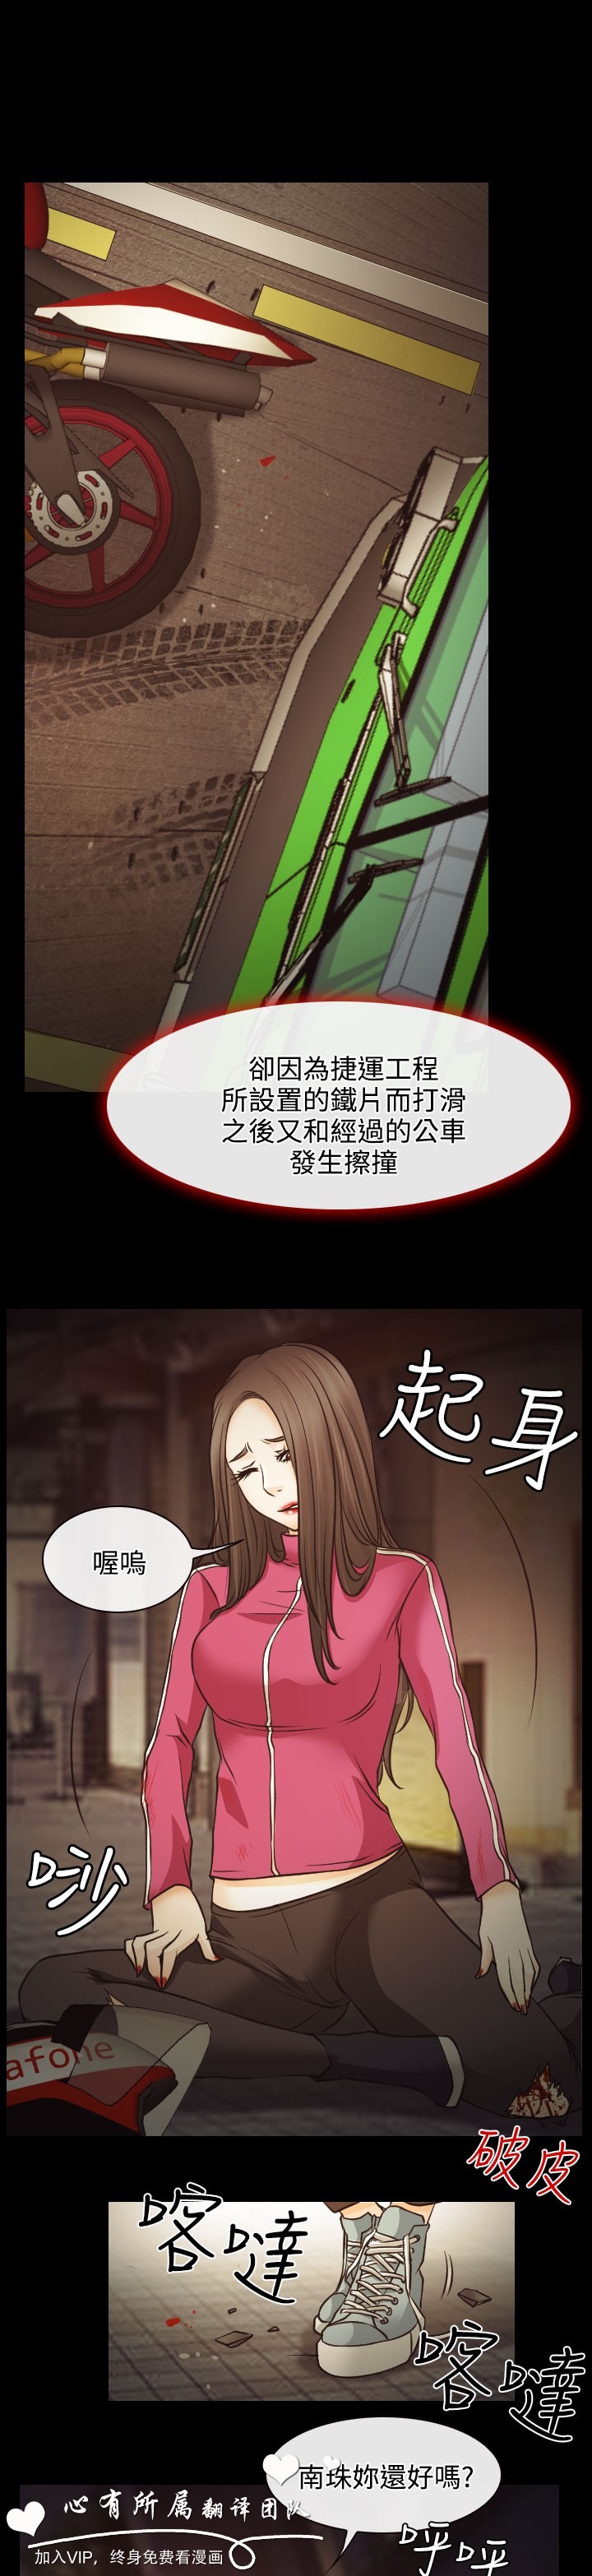 卻因為捷運工程
所設置的鐵片而打滑
之後又和經過的公車
發生擦撞
起身
喔嗚
唦
afone
破皮
喀噠
喀噠
南珠妳還好嗎?
心有所属翻译团队
加入VIP，终身免费看漫画
呼呼